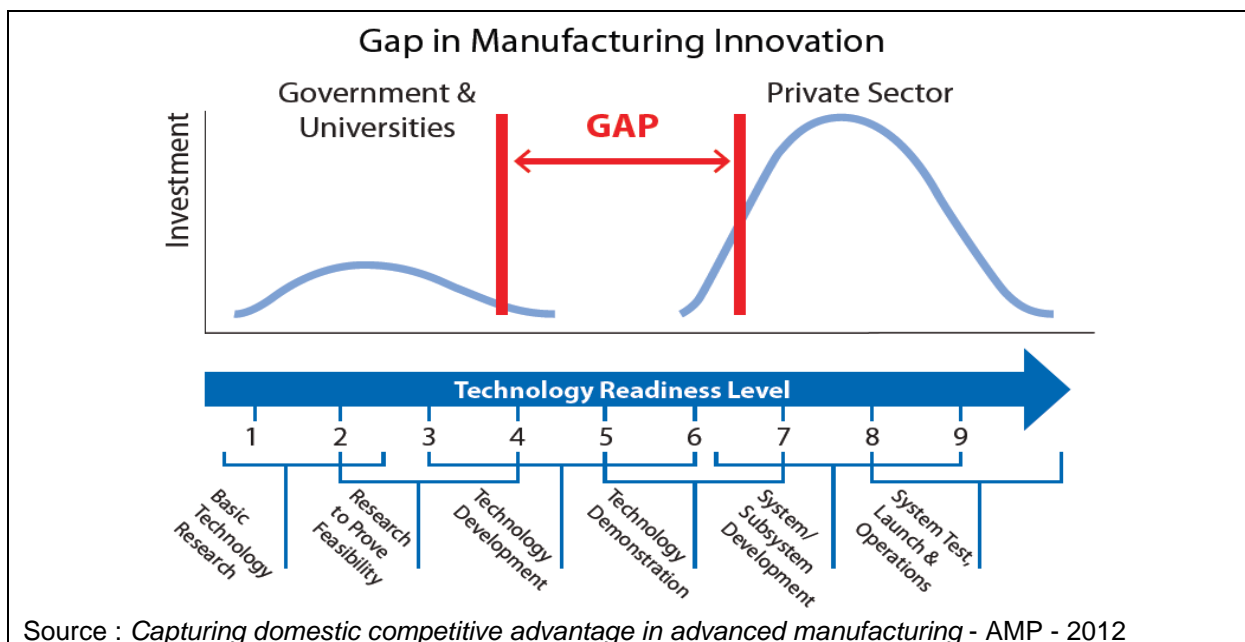 Gap in Manufacturing Innovation
Government &
Universities
Private Sector
GAP
Investment
Technology Readiness Level
1 2 3 4 5 6 7 8 9
Basic
Technology
Research
Research
to Prove
Feasibility
Technology
Development
Technology
Demonstration
System/
Subsystem
Development
System Test,
Launch &
Operations
Source : Capturing domestic competitive advantage in advanced manufacturing - AMP - 2012